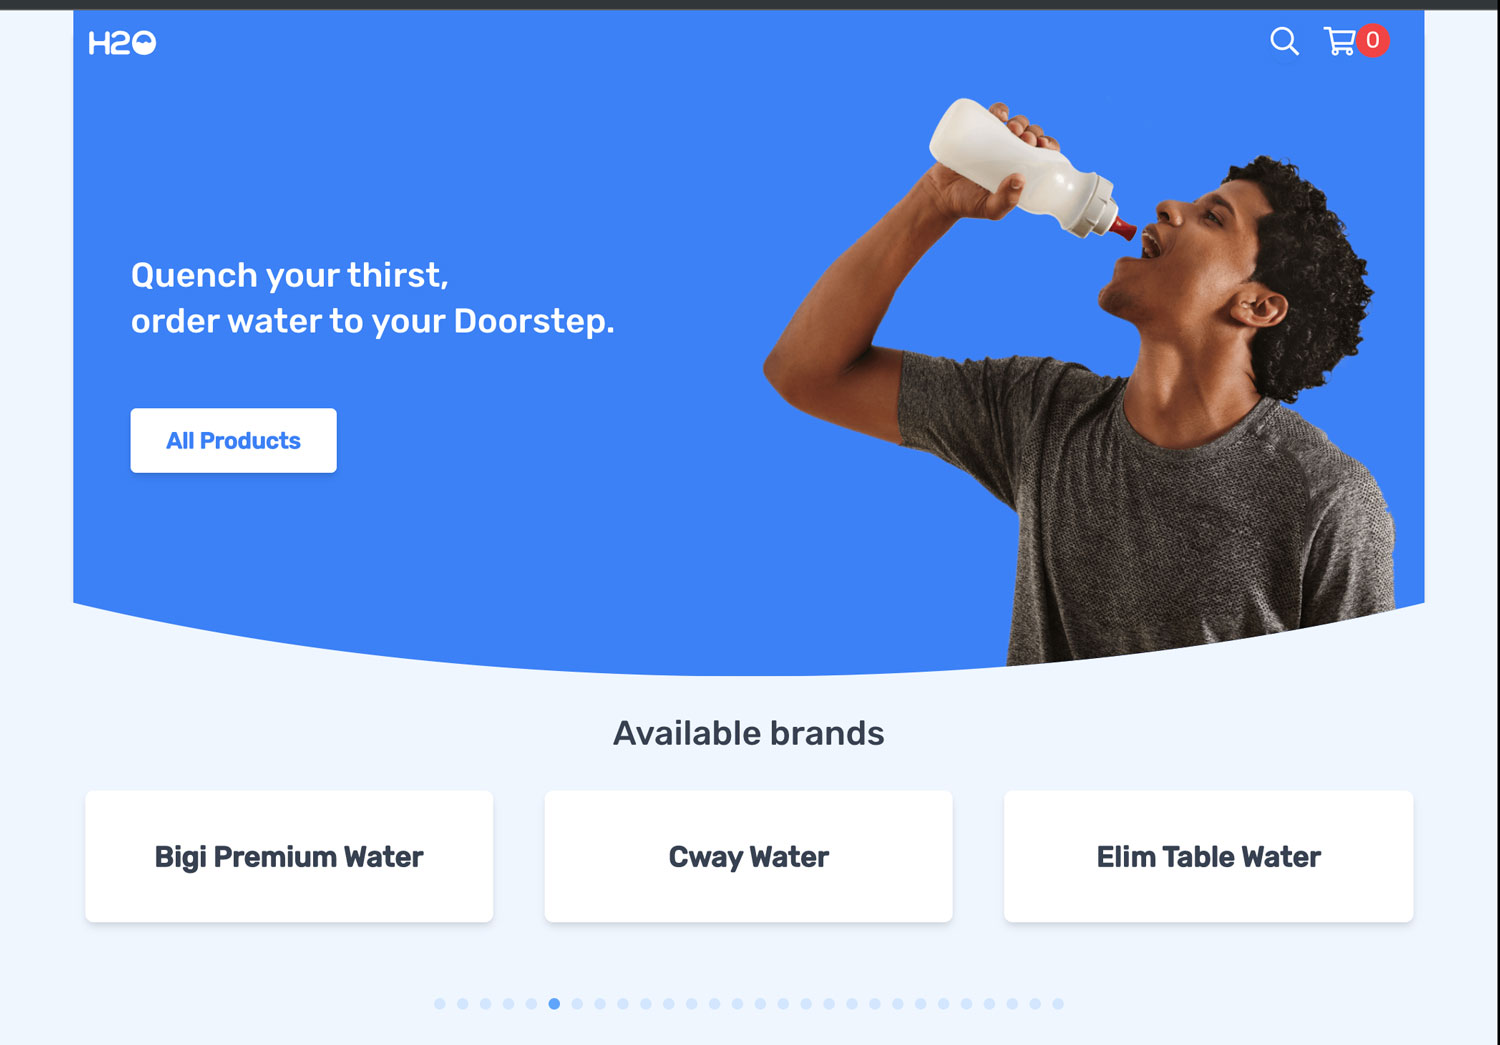 H2O
0
Quench your thirst,
order water to your Doorstep.
All Products
Available brands
Bigi Premium Water
Cway Water
Elim Table Water